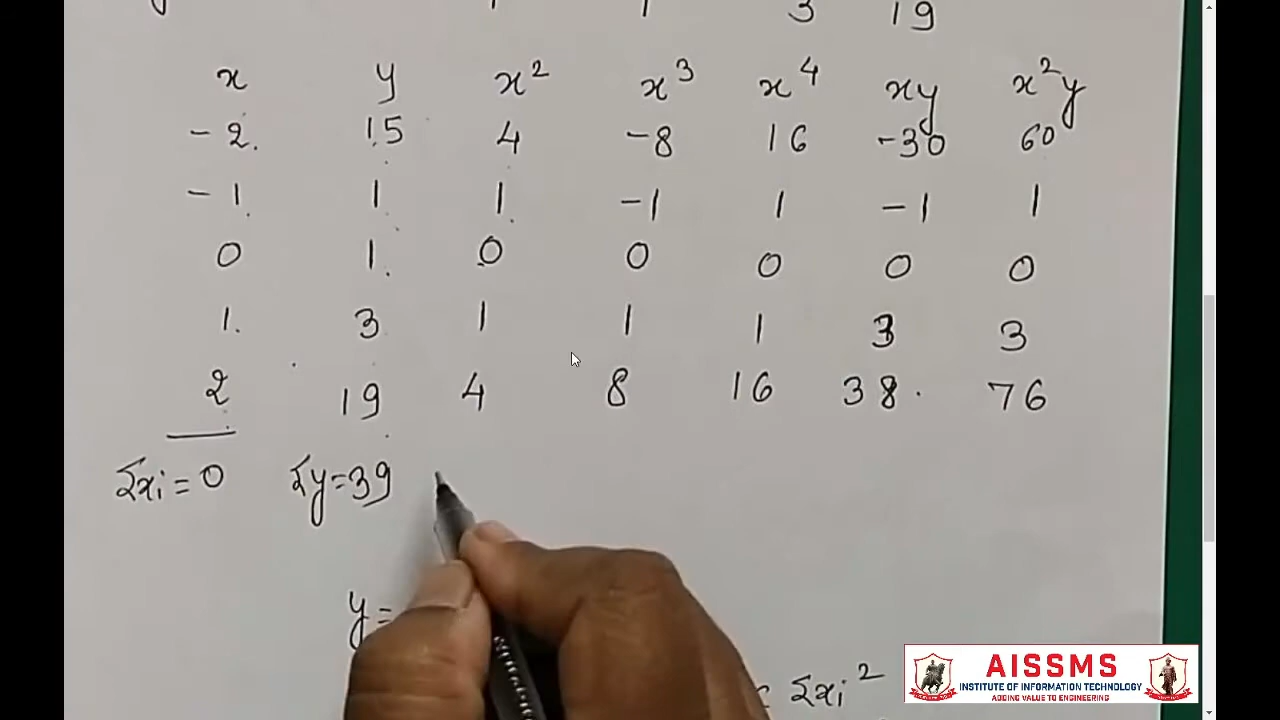 1 1 3 19
x y x² x³ x⁴ xy x²y
-2. 15 4 -8 16 -30 60
-1 1 1 -1 1 -1 1
0 1 0 0 0 0 0
1 3 1 1 1 3 3
2 19 4 8 16 38 76
Σxi = 0 Σy = 39
y =
Σxi²
AISSMS
INSTITUTE OF INFORMATION TECHNOLOGY
ADDING VALUE TO ENGINEERING